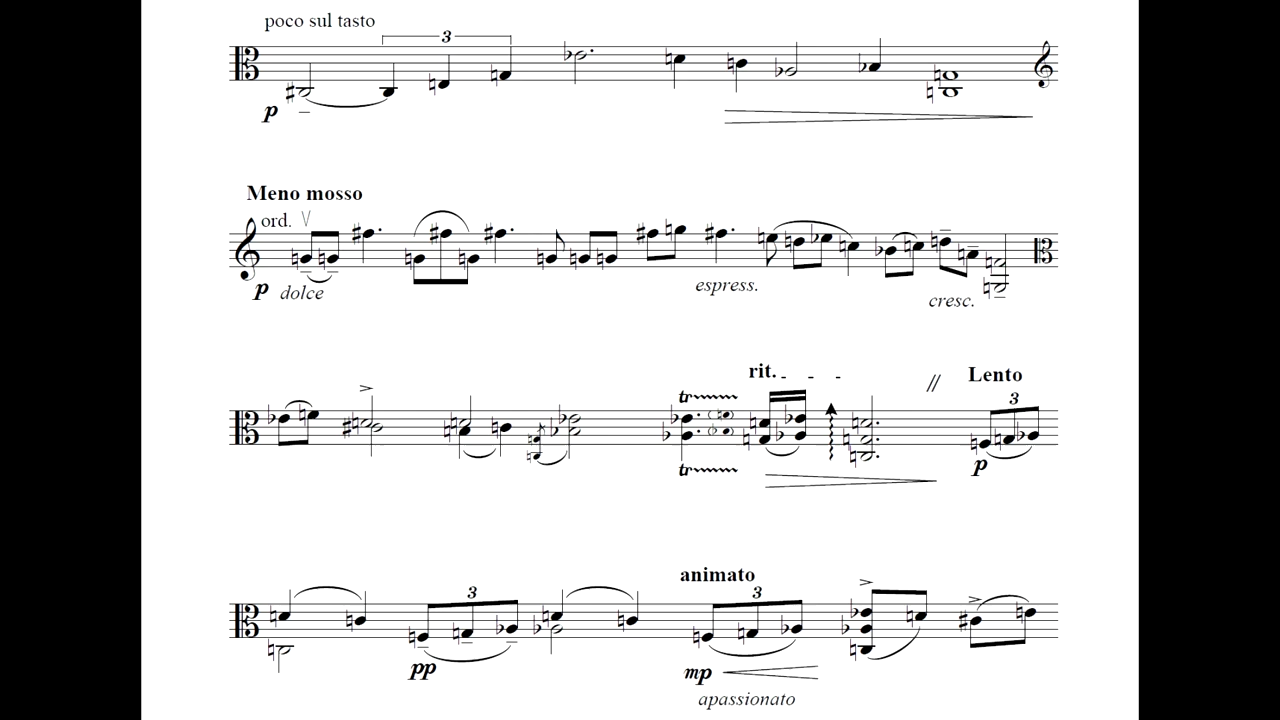 poco sul tasto
3
p
Meno mosso
ord.
p dolce
espress.
cresc.
rit.
Lento
tr
3
tr
p
animato
3
3
pp
mp
apassionato